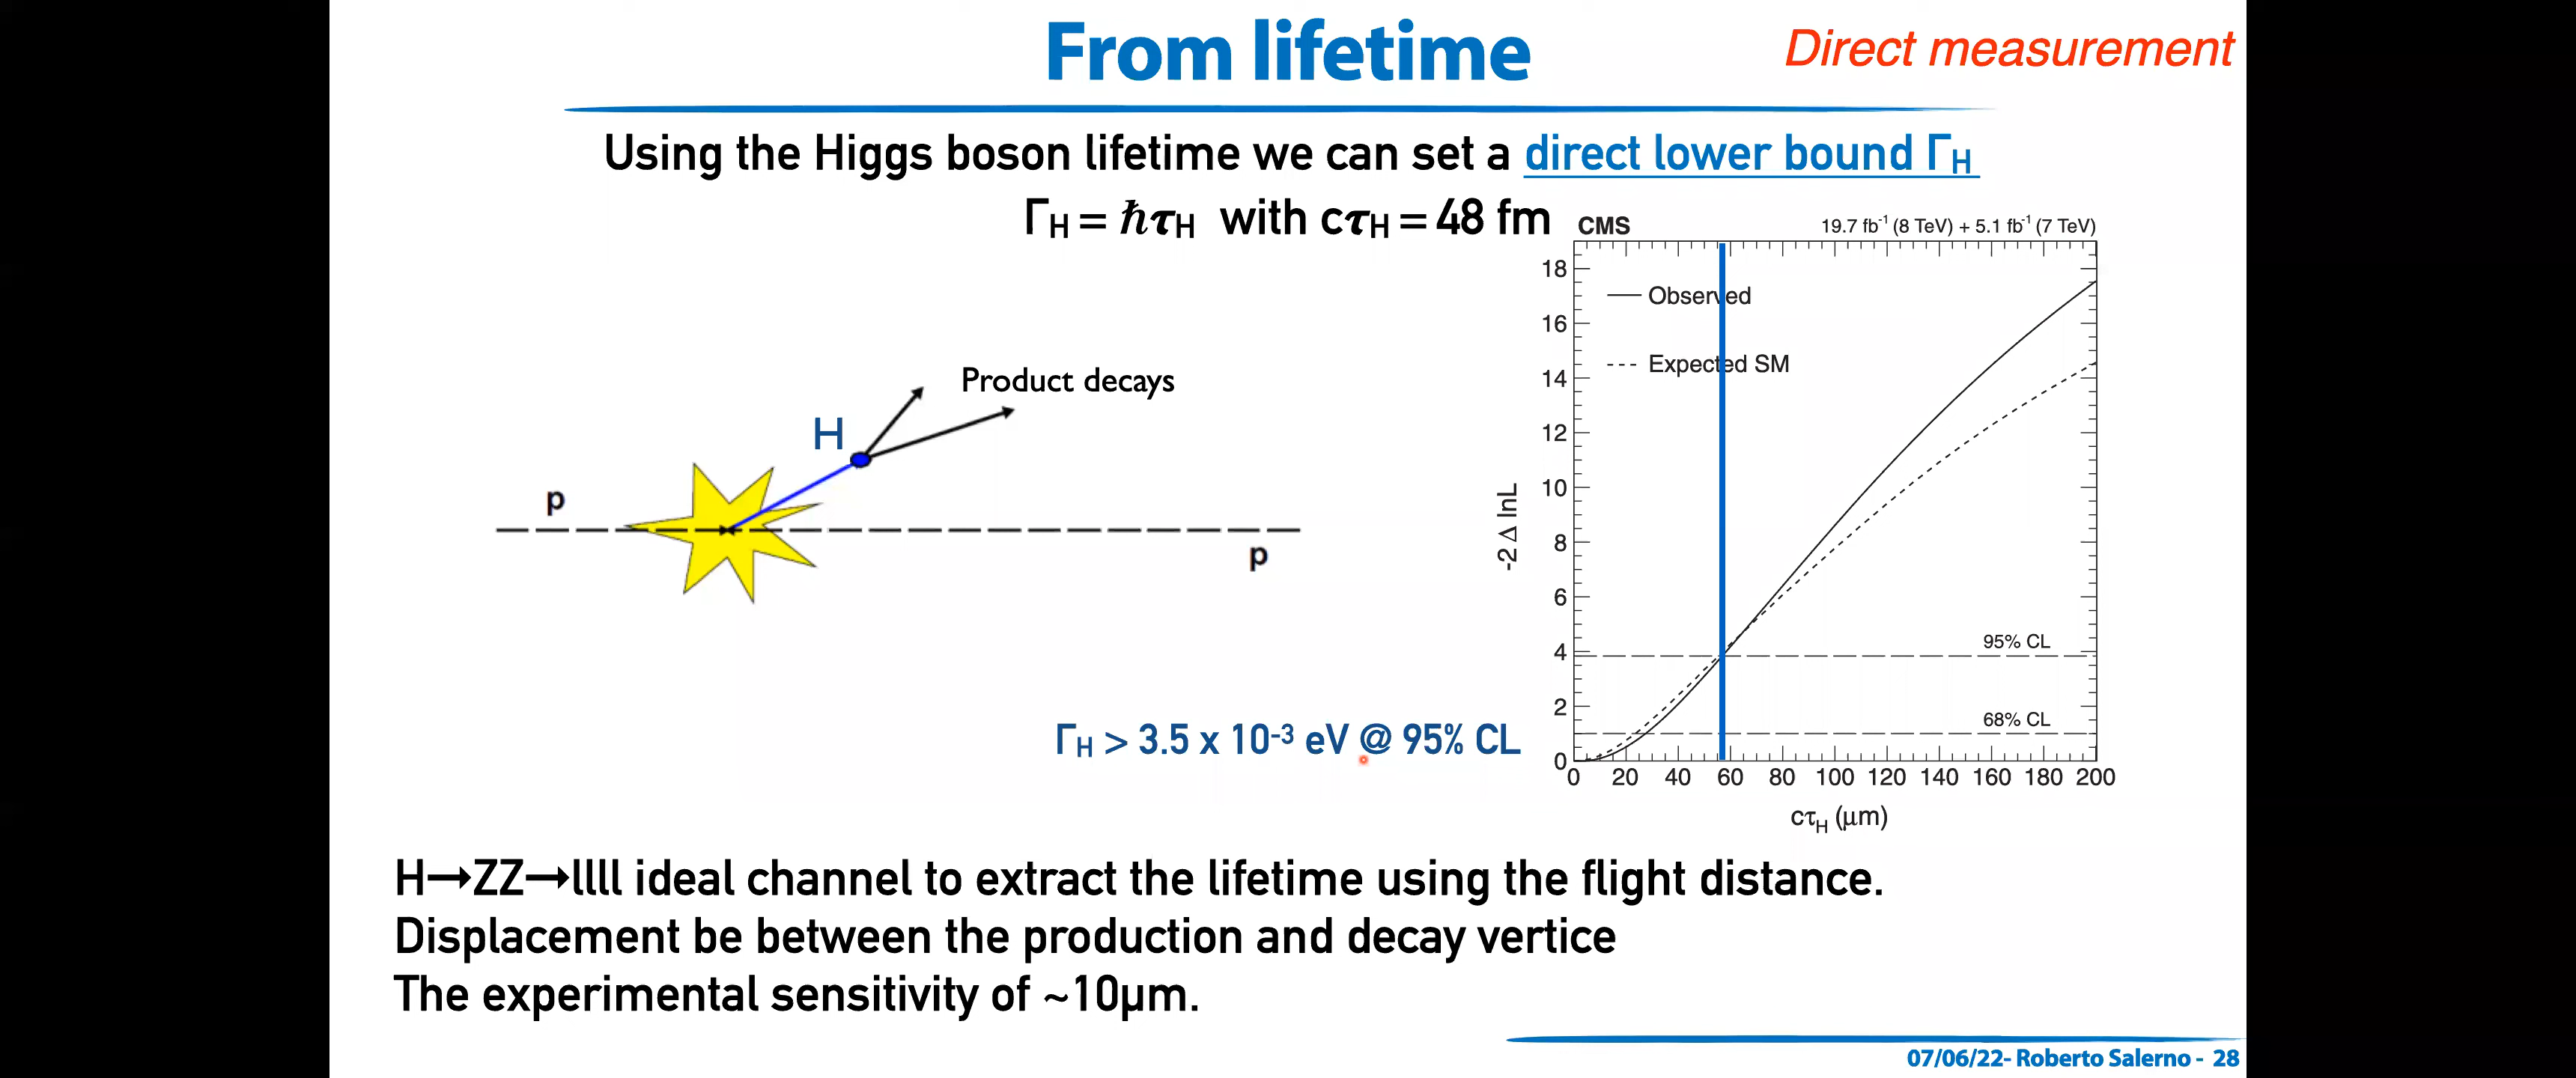 From lifetime
Direct measurement
Using the Higgs boson lifetime we can set a direct lower bound ΓH
ΓH = ℏτH with cτH = 48 fm
CMS
19.7 fb⁻¹ (8 TeV) + 5.1 fb⁻¹ (7 TeV)
Observed
Expected SM
18
16
14
12
10
8
6
4
2
0
-2 Δ lnL
95% CL
68% CL
0 20 40 60 80 100 120 140 160 180 200
cτH (μm)
Product decays
H
p
p
ΓH > 3.5 x 10⁻³ eV @ 95% CL
H→ZZ→llll ideal channel to extract the lifetime using the flight distance.
Displacement be between the production and decay vertice
The experimental sensitivity of ~10μm.
07/06/22- Roberto Salerno - 28